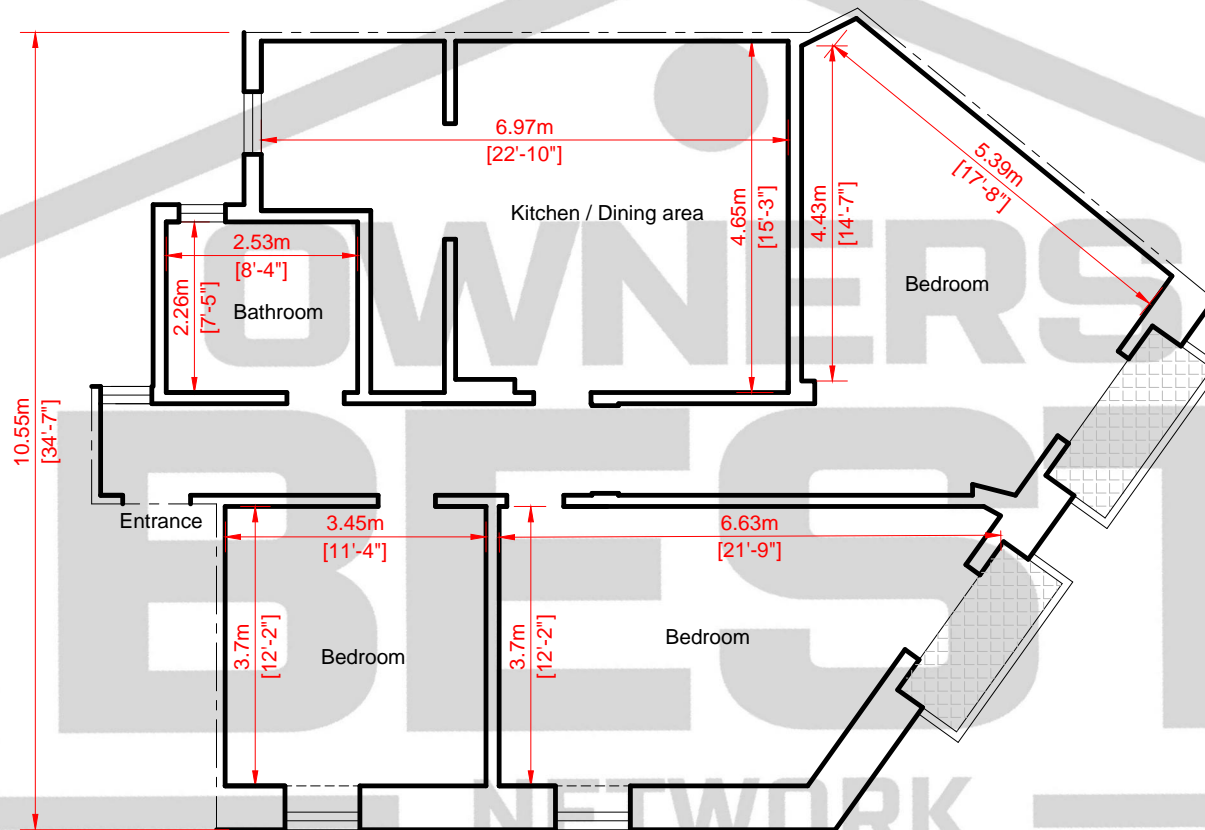 6.97m
[22'-10"]
5.39m
[17'-8"]
Kitchen / Dining area
4.65m
[15'-3"]
4.43m
[14'-7"]
2.53m
[8'-4"]
2.26m
[7'-5"]
Bathroom
Bedroom
OWNERS
10.55m
[34'-7"]
BEST
Entrance
3.45m
[11'-4"]
6.63m
[21'-9"]
3.7m
[12'-2"]
Bedroom
3.7m
[12'-2"]
Bedroom
NETWORK